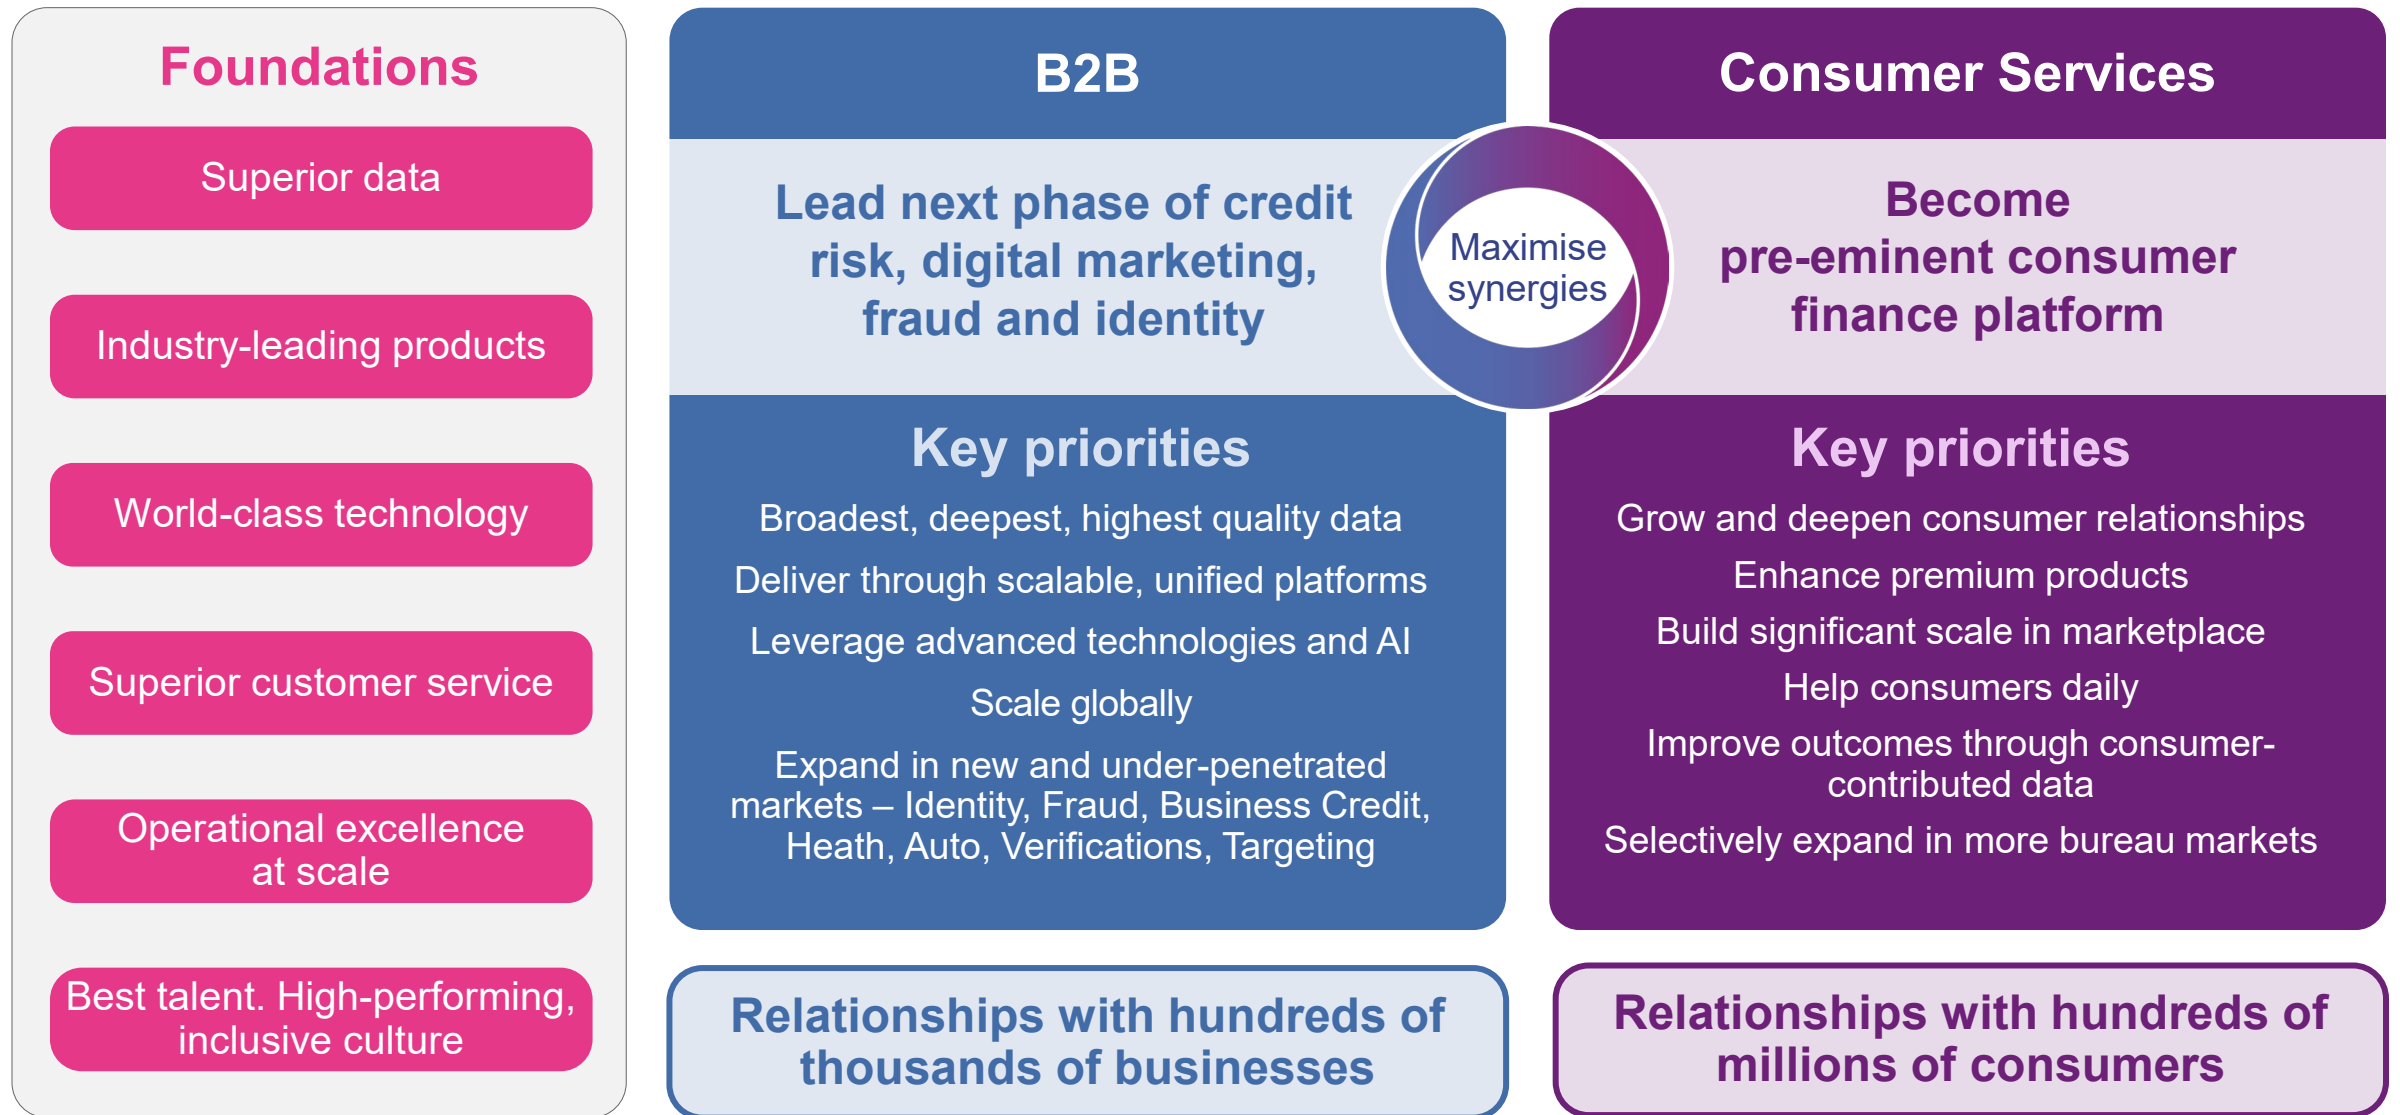 Foundations
Superior data
Industry-leading products
World-class technology
Superior customer service
Operational excellence
at scale
Best talent. High-performing,
inclusive culture
B2B
Lead next phase of credit
risk, digital marketing,
fraud and identity
Key priorities
Broadest, deepest, highest quality data
Deliver through scalable, unified platforms
Leverage advanced technologies and AI
Scale globally
Expand in new and under-penetrated
markets – Identity, Fraud, Business Credit,
Heath, Auto, Verifications, Targeting
Relationships with hundreds of
thousands of businesses
Maximise
synergies
Consumer Services
Become
pre-eminent consumer
finance platform
Key priorities
Grow and deepen consumer relationships
Enhance premium products
Build significant scale in marketplace
Help consumers daily
Improve outcomes through consumer-
contributed data
Selectively expand in more bureau markets
Relationships with hundreds of
millions of consumers